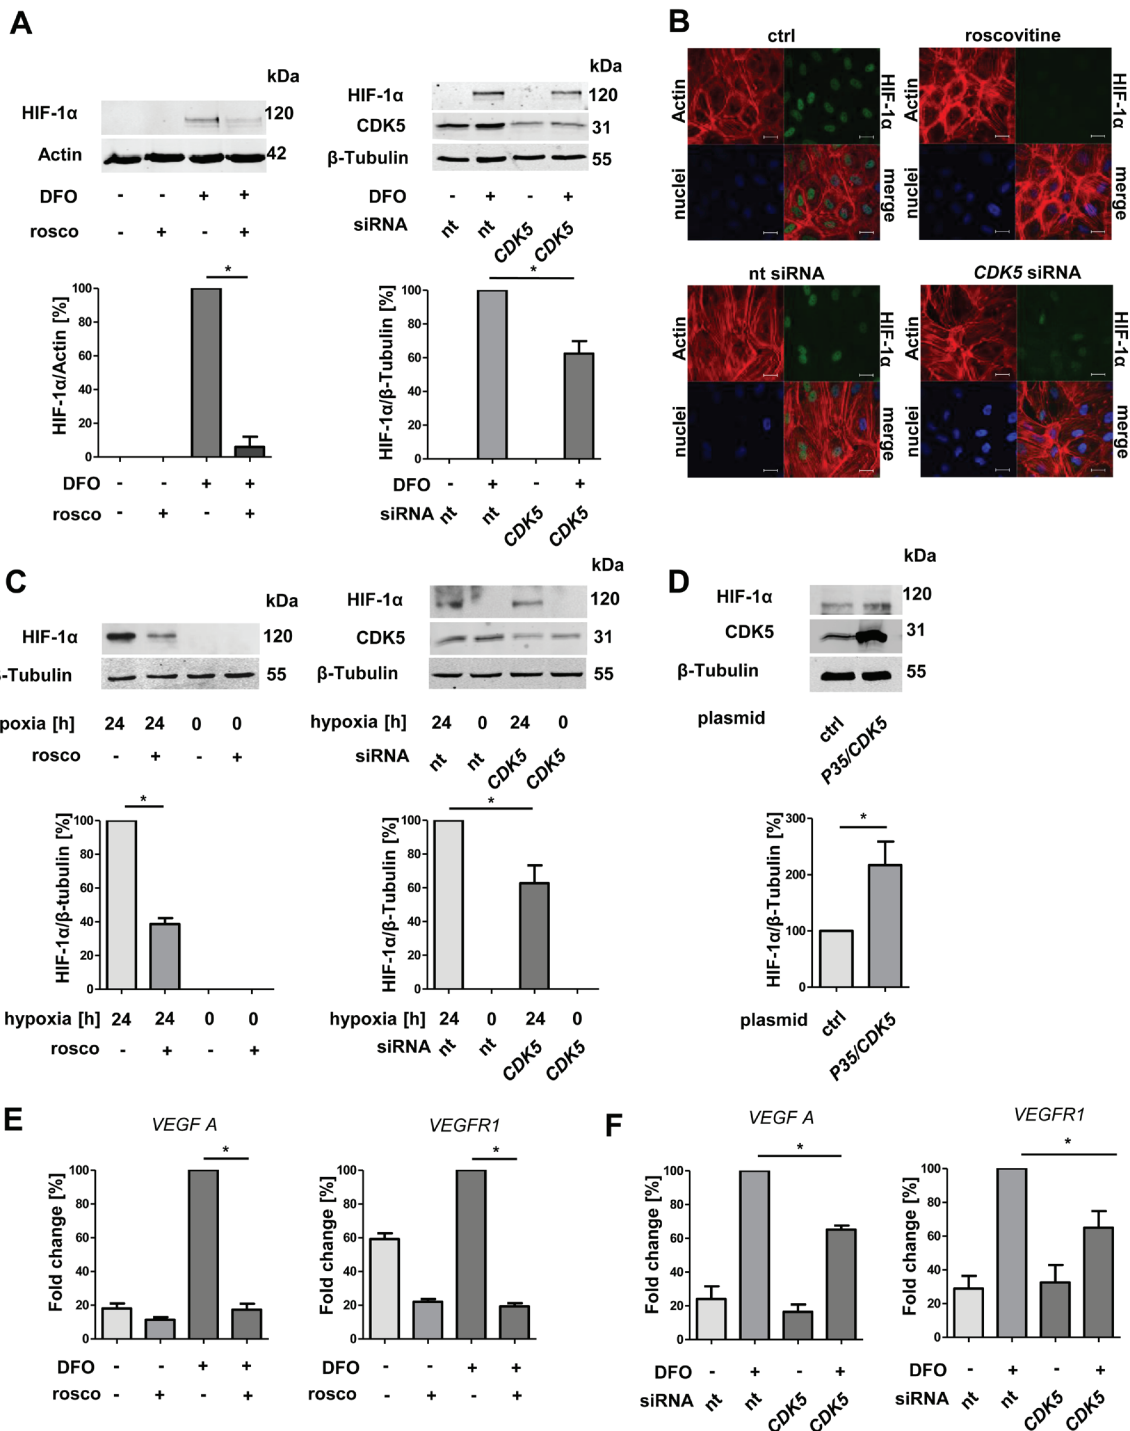 A
kDa
HIF-1α 120
Actin 42
DFO - - + +
rosco - + - +
HIF-1α/Actin [%]
100
80
60
40
20
0
DFO - - + +
rosco - + - +
kDa
HIF-1α 120
CDK5 31
β-Tubulin 55
DFO - + - +
siRNA nt nt CDK5 CDK5
*
HIF-1α/β-Tubulin [%]
100
80
60
40
20
0
DFO - + - +
siRNA nt nt CDK5 CDK5
*
B
ctrl
Actin HIF-1α
nuclei merge
roscovitine
Actin HIF-1α
nuclei merge
nt siRNA
Actin HIF-1α
nuclei merge
CDK5 siRNA
Actin HIF-1α
nuclei merge
C
kDa
HIF-1α 120
β-Tubulin 55
poxia [h] 24 24 0 0
rosco - + - +
*
HIF-1α/β-tubulin [%]
100
80
60
40
20
0
hypoxia [h] 24 24 0 0
rosco - + - +
kDa
HIF-1α 120
CDK5 31
β-Tubulin 55
hypoxia [h] 24 0 24 0
siRNA nt nt CDK5 CDK5
*
HIF-1α/β-Tubulin [%]
100
80
60
40
20
0
hypoxia [h] 24 0 24 0
siRNA nt nt CDK5 CDK5
D
kDa
HIF-1α 120
CDK5 31
β-Tubulin 55
plasmid ctrl P35/CDK5
*
HIF-1α/β-Tubulin [%]
300
200
100
0
plasmid ctrl P35/CDK5
E
VEGF A
*
Fold change [%]
100
80
60
40
20
0
DFO - - + +
rosco - + - +
VEGFR1
*
Fold change [%]
100
80
60
40
20
0
DFO - - + +
rosco - + - +
F
VEGF A
*
Fold change [%]
100
80
60
40
20
0
DFO - + - +
siRNA nt nt CDK5 CDK5
VEGFR1
*
Fold change [%]
100
80
60
40
20
0
DFO - + - +
siRNA nt nt CDK5 CDK5